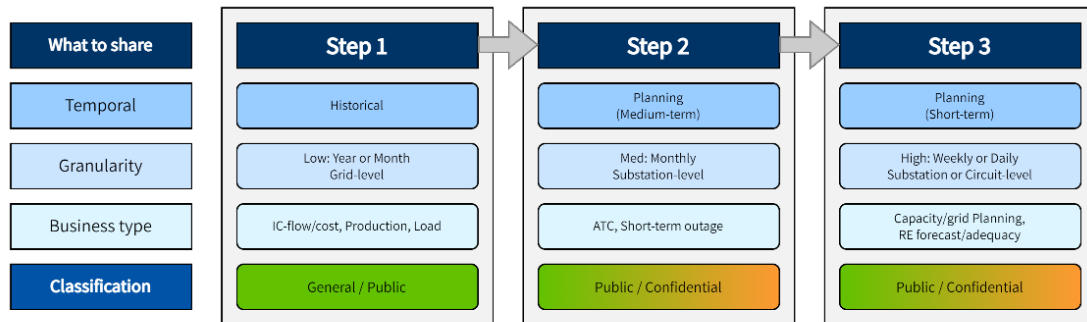 What to share
Step 1
Step 2
Step 3
Temporal
Historical
Planning
(Medium-term)
Planning
(Short-term)
Granularity
Low: Year or Month
Grid-level
Med: Monthly
Substation-level
High: Weekly or Daily
Substation or Circuit-level
Business type
IC-flow/cost, Production, Load
ATC, Short-term outage
Capacity/grid Planning,
RE forecast/adequacy
Classification
General / Public
Public / Confidential
Public / Confidential